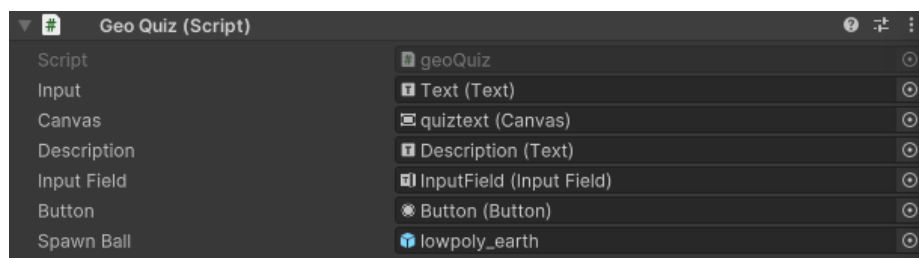 Geo Quiz (Script)
Script geoQuiz
Input Text (Text)
Canvas quiztext (Canvas)
Description Description (Text)
Input Field InputField (Input Field)
Button Button (Button)
Spawn Ball lowpoly_earth